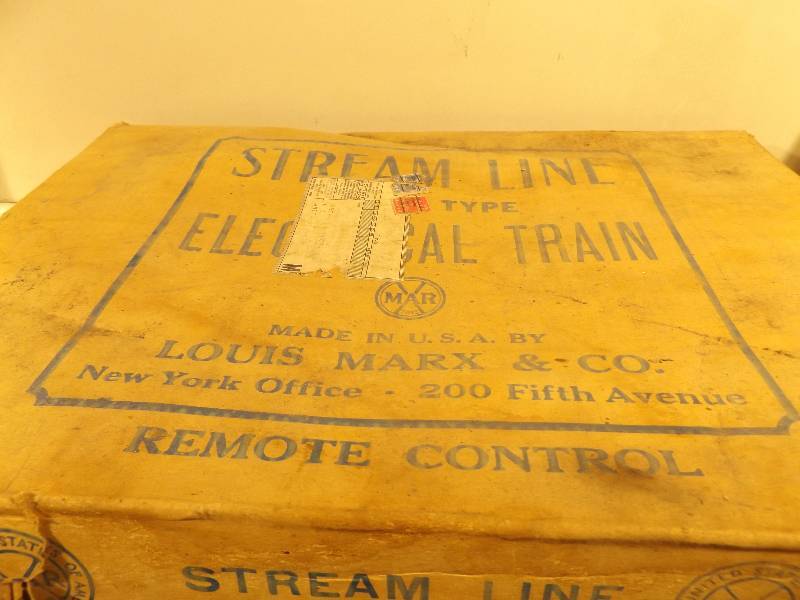 STREAM LINE
TYPE
ELEC CAL TRAIN
MAR
MADE IN U.S.A. BY
LOUIS MARX & CO.
New York Office · 200 Fifth Avenue
REMOTE CONTROL
STREAM LINE